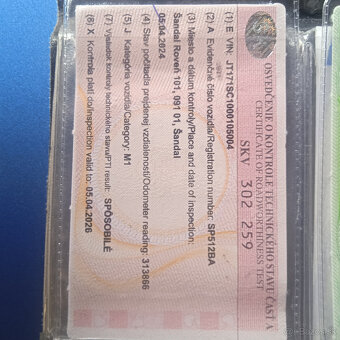 OSVEDČENIE O KONTROLE TECHNICKÉHO STAVU ČASŤ A
CERTIFICATE OF ROADWORTHINESS TEST
SKV 302 259
(1) E VIN: JT171SC1000105004
(2) A Evidenčné číslo vozidla/Registration number: SP512BA
(3) Miesto a dátum kontroly/Place and date of inspection:
Šandal Roveň 101, 091 01, Šandal
05.04.2024
(4) Stav počítadla prejdenej vzdialenosti/Odometer reading: 313866
(5) J Kategória vozidla/Category: M1
(7) Výsledok kontroly technického stavu/PTI result: SPÔSOBILÉ
(8) X Kontrola platí do/Inspection valid to: 05.04.2026